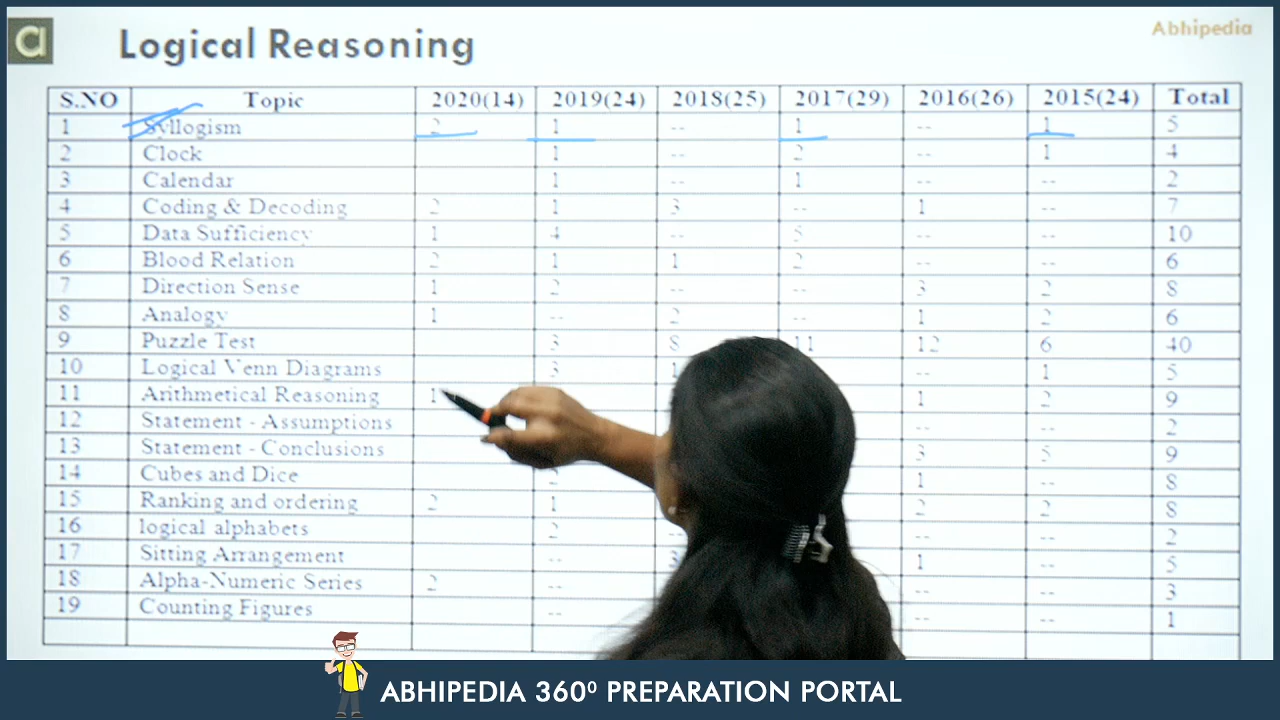 a
Logical Reasoning
Abhipedia
S.NO Topic 2020(14) 2019(24) 2018(25) 2017(29) 2016(26) 2015(24) Total
1 Syllogism 2 1 -- 1 -- 1 5
2 Clock 1 -- 2 -- 1 4
3 Calendar 1 -- 1 -- -- 2
4 Coding & Decoding 2 1 3 -- 1 -- 7
5 Data Sufficiency 1 4 -- 5 -- -- 10
6 Blood Relation 2 1 1 2 -- -- 6
7 Direction Sense 1 2 -- -- 3 2 8
8 Analogy 1 -- 2 -- 1 2 6
9 Puzzle Test 3 8 11 12 6 40
10 Logical Venn Diagrams 3 1 -- 1 5
11 Arithmetical Reasoning 1 1 2 9
12 Statement - Assumptions -- -- 2
13 Statement - Conclusions 3 5 9
14 Cubes and Dice 2 1 -- 8
15 Ranking and ordering 2 1 2 2 8
16 logical alphabets 2 -- -- -- 2
17 Sitting Arrangement -- 3 1 -- 5
18 Alpha-Numeric Series 2 -- -- -- 3
19 Counting Figures -- -- -- 1
ABHIPEDIA 360⁰ PREPARATION PORTAL